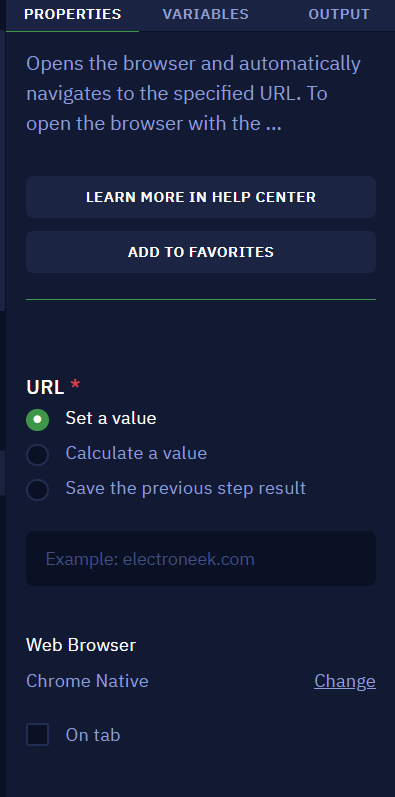 PROPERTIES VARIABLES OUTPUT
Opens the browser and automatically
navigates to the specified URL. To
open the browser with the ...
LEARN MORE IN HELP CENTER
ADD TO FAVORITES
URL *
Set a value
Calculate a value
Save the previous step result
Example: electroneek.com
Web Browser
Chrome Native Change
On tab